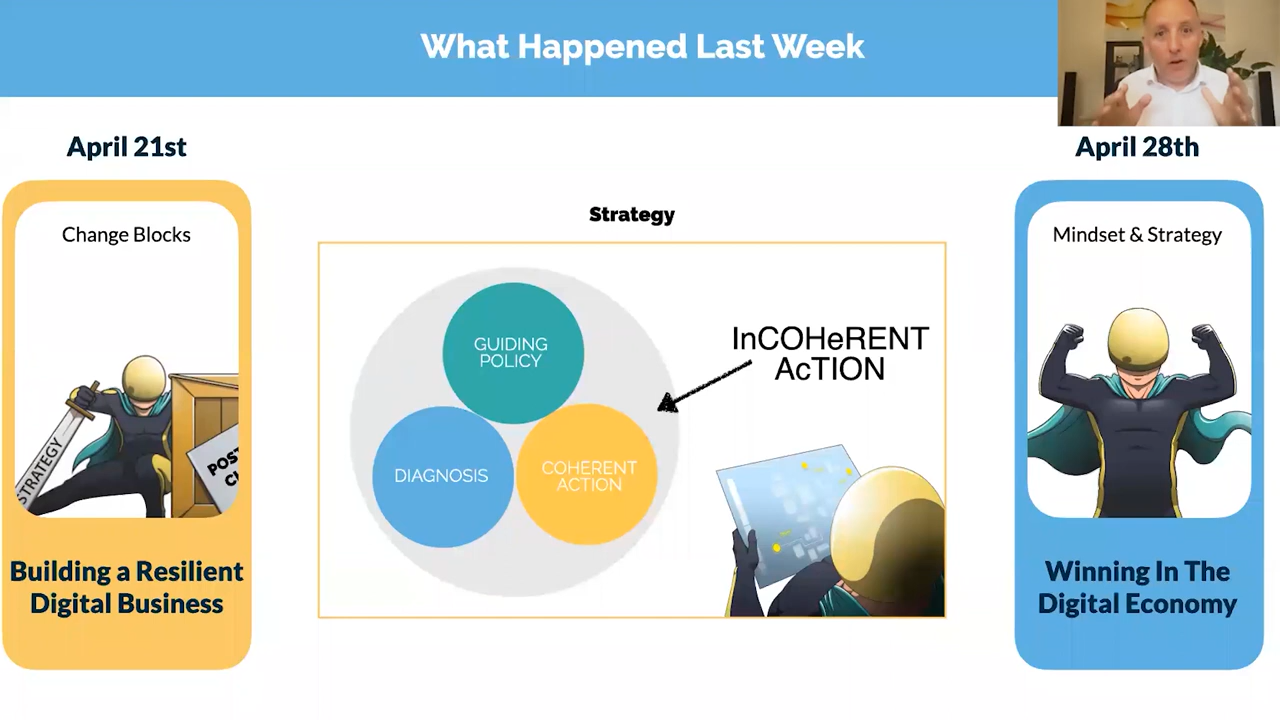 What Happened Last Week
April 21st
Change Blocks
STRATEGY
POST
Building a Resilient
Digital Business
Strategy
GUIDING
POLICY
DIAGNOSIS
COHERENT
ACTION
InCOHeRENT
AcTION
April 28th
Mindset & Strategy
Winning In The
Digital Economy